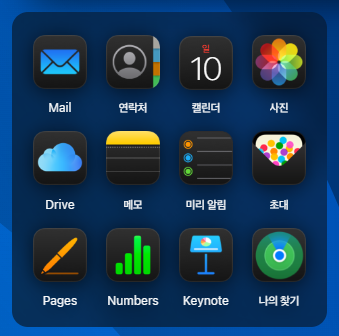 일
10
Mail
연락처
캘린더
사진
Drive
메모
미리 알림
초대
Pages
Numbers
Keynote
나의 찾기